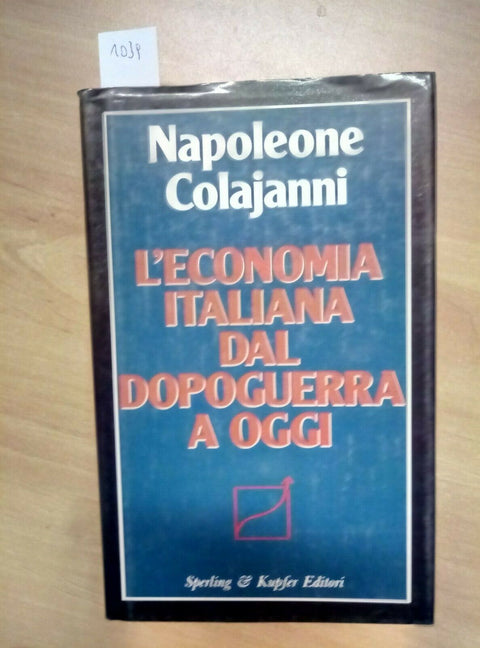 1039
Napoleone
Colajanni
L'ECONOMIA
ITALIANA
DAL
DOPOGUERRA
A OGGI
Sperling & Kupfer Editori